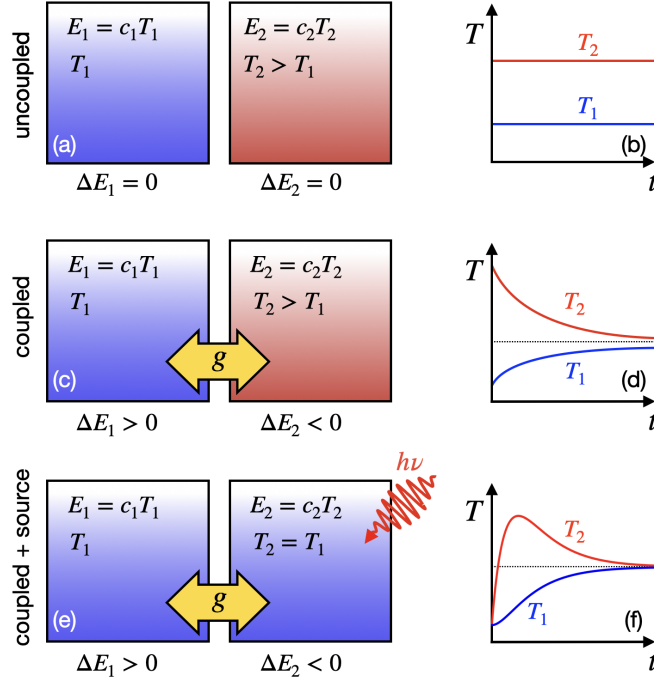 uncoupled
E₁ = c₁T₁
T₁
(a)
ΔE₁ = 0
E₂ = c₂T₂
T₂ > T₁
ΔE₂ = 0
T
T₂
T₁
(b)
t
coupled
E₁ = c₁T₁
T₁
(c)
ΔE₁ > 0
g
E₂ = c₂T₂
T₂ > T₁
ΔE₂ < 0
T
T₂
T₁
(d)
t
coupled + source
E₁ = c₁T₁
T₁
(e)
ΔE₁ > 0
g
hν
E₂ = c₂T₂
T₂ = T₁
ΔE₂ < 0
T
T₂
T₁
(f)
t